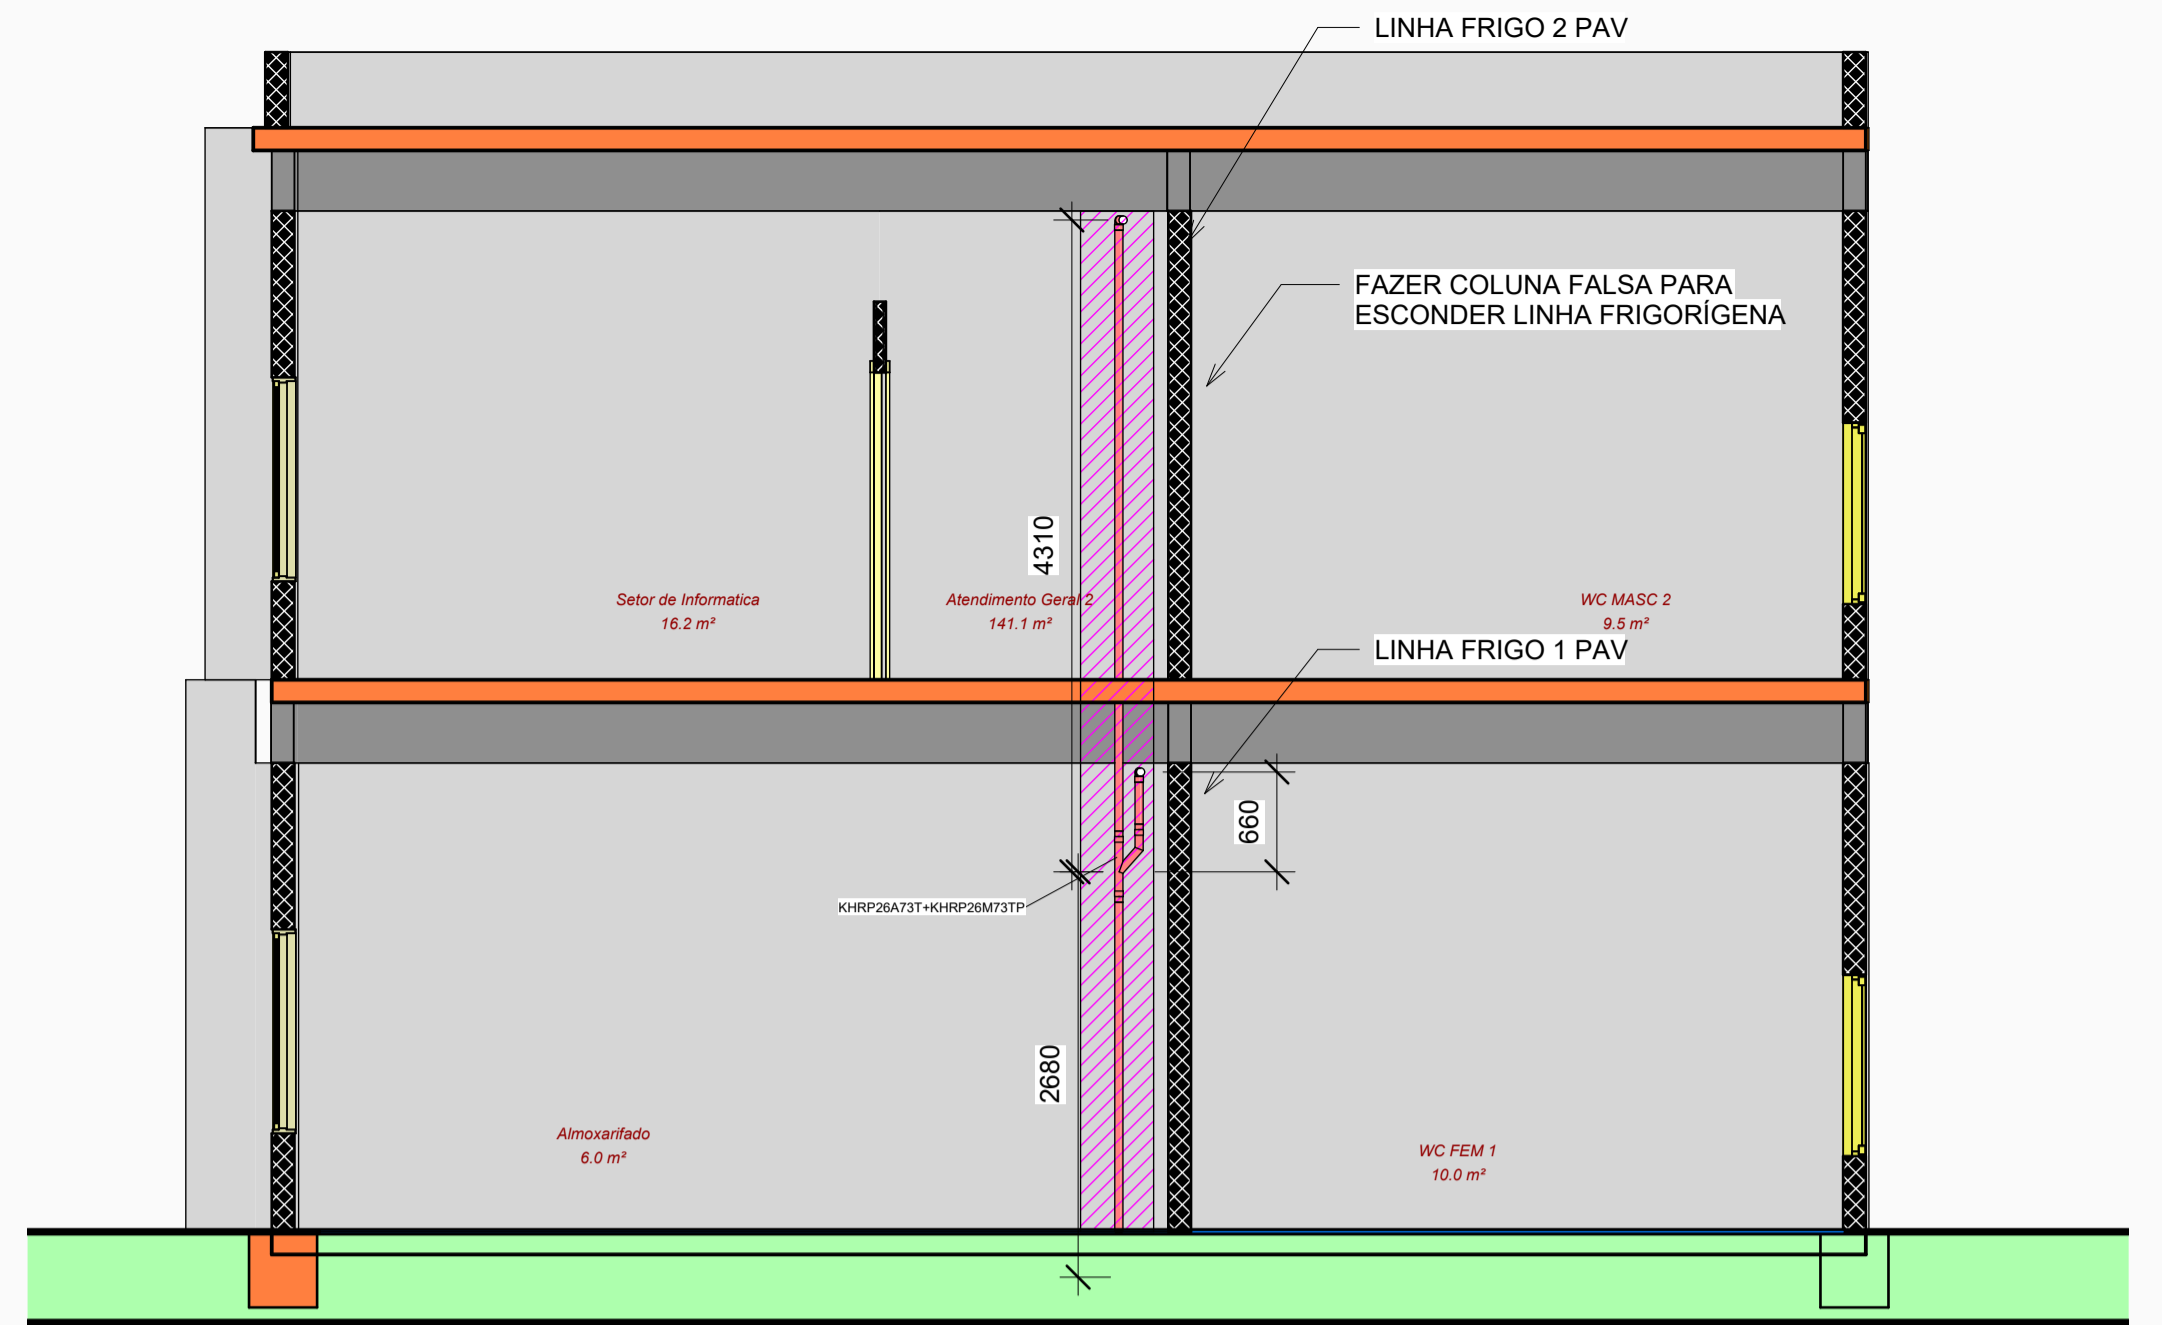 LINHA FRIGO 2 PAV
FAZER COLUNA FALSA PARA
ESCONDER LINHA FRIGORÍGENA
4310
Setor de Informatica
16.2 m²
Atendimento Geral 2
141.1 m²
WC MASC 2
9.5 m²
LINHA FRIGO 1 PAV
660
KHRP26A73T+KHRP26M73TP
2680
Almoxarifado
6.0 m²
WC FEM 1
10.0 m²